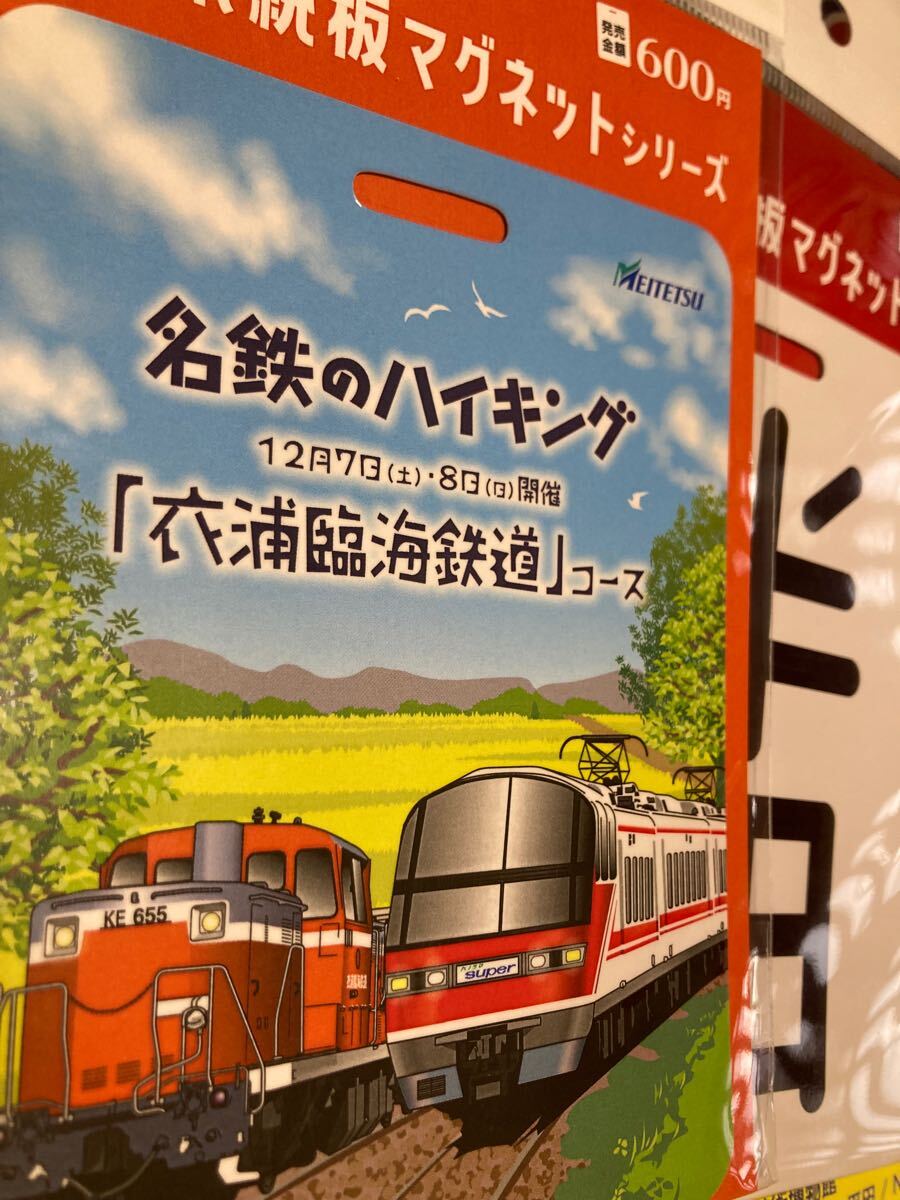 系統板マグネットシリーズ
発売
金額
600円
MEITETSU
名鉄のハイキング
12月7日(土)・8日(日)開催
「衣浦臨海鉄道」コース
KE 655
super
板マグネット